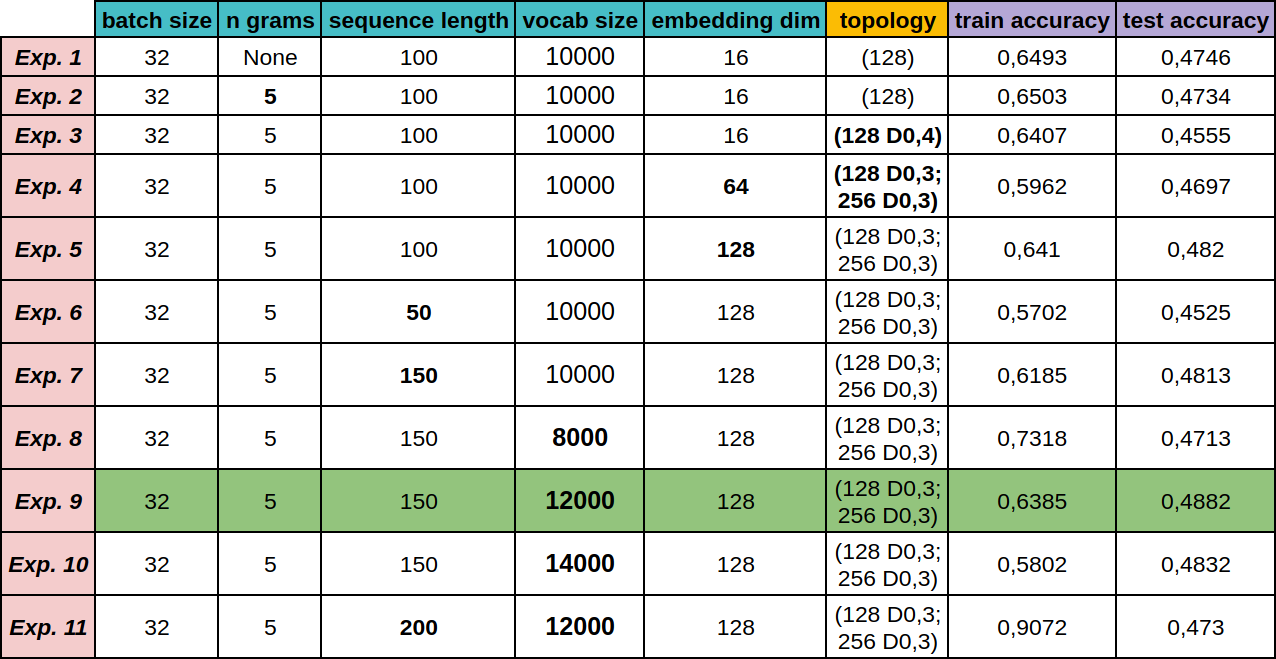 batch size n grams sequence length vocab size embedding dim topology train accuracy test accuracy
Exp. 1 32 None 100 10000 16 (128) 0,6493 0,4746
Exp. 2 32 5 100 10000 16 (128) 0,6503 0,4734
Exp. 3 32 5 100 10000 16 (128 D0,4) 0,6407 0,4555
Exp. 4 32 5 100 10000 64 (128 D0,3;
256 D0,3) 0,5962 0,4697
Exp. 5 32 5 100 10000 128 (128 D0,3;
256 D0,3) 0,641 0,482
Exp. 6 32 5 50 10000 128 (128 D0,3;
256 D0,3) 0,5702 0,4525
Exp. 7 32 5 150 10000 128 (128 D0,3;
256 D0,3) 0,6185 0,4813
Exp. 8 32 5 150 8000 128 (128 D0,3;
256 D0,3) 0,7318 0,4713
Exp. 9 32 5 150 12000 128 (128 D0,3;
256 D0,3) 0,6385 0,4882
Exp. 10 32 5 150 14000 128 (128 D0,3;
256 D0,3) 0,5802 0,4832
Exp. 11 32 5 200 12000 128 (128 D0,3;
256 D0,3) 0,9072 0,473